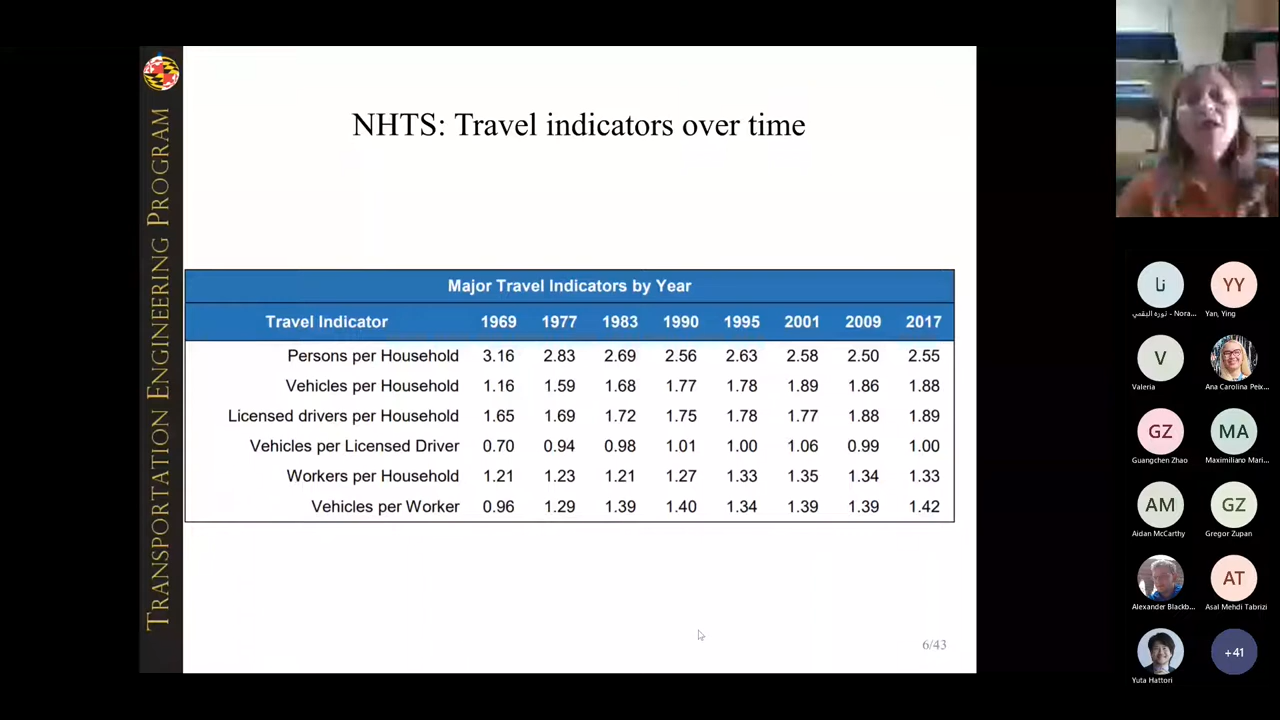 TRANSPORTATION ENGINEERING PROGRAM
NHTS: Travel indicators over time
Major Travel Indicators by Year
Travel Indicator 1969 1977 1983 1990 1995 2001 2009 2017
Persons per Household 3.16 2.83 2.69 2.56 2.63 2.58 2.50 2.55
Vehicles per Household 1.16 1.59 1.68 1.77 1.78 1.89 1.86 1.88
Licensed drivers per Household 1.65 1.69 1.72 1.75 1.78 1.77 1.88 1.89
Vehicles per Licensed Driver 0.70 0.94 0.98 1.01 1.00 1.06 0.99 1.00
Workers per Household 1.21 1.23 1.21 1.27 1.33 1.35 1.34 1.33
Vehicles per Worker 0.96 1.29 1.39 1.40 1.34 1.39 1.39 1.42
6/43
نا YY
نوره البقمي - Nora... Yan, Ying
V
Valeria Ana Carolina Peix...
GZ MA
Guangchen Zhao Maximiliano Mari...
AM GZ
Aidan McCarthy Gregor Zupan
AT
Alexander Blackb... Asal Mehdi Tabrizi
+41
Yuta Hattori